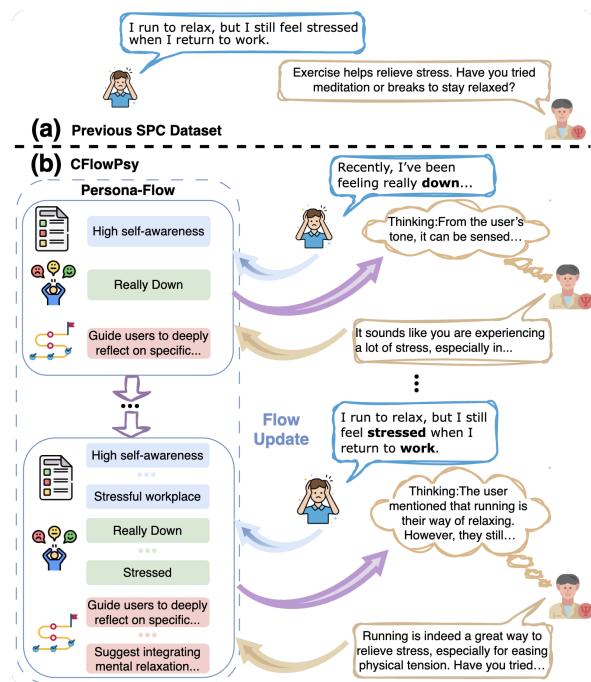 I run to relax, but I still feel stressed
when I return to work.
Exercise helps relieve stress. Have you tried
meditation or breaks to stay relaxed?
(a) Previous SPC Dataset
(b) CFlowPsy
Persona-Flow
High self-awareness
Really Down
Guide users to deeply
reflect on specific...
Recently, I've been
feeling really down...
Thinking:From the user's
tone, it can be sensed...
It sounds like you are experiencing
a lot of stress, especially in...
Flow
Update
I run to relax, but I still
feel stressed when I
return to work.
High self-awareness
Stressful workplace
Really Down
Stressed
Guide users to deeply
reflect on specific...
Suggest integrating
mental relaxation...
Thinking:The user
mentioned that running is
their way of relaxing.
However, they still...
Running is indeed a great way to
relieve stress, especially for easing
physical tension. Have you tried...